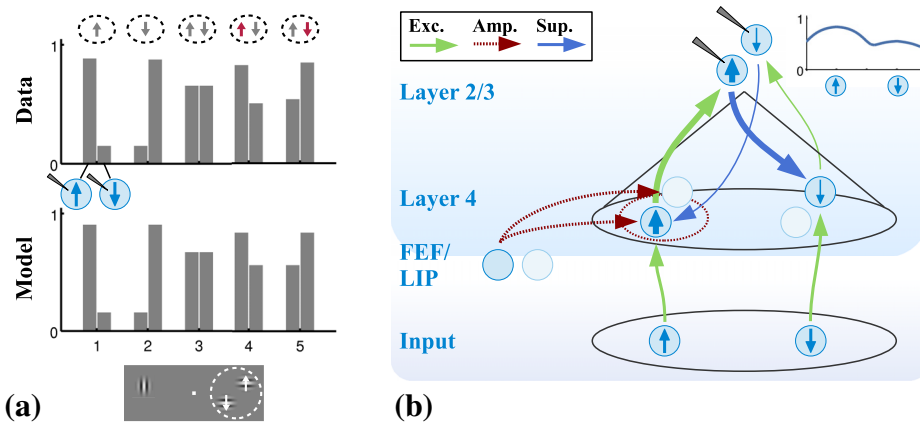 1
Data
0
1
Model
0
1 2 3 4 5
(a)
Exc. Amp. Sup.
1
0
1
Layer 2/3
Layer 4
FEF/
LIP
Input
(b)